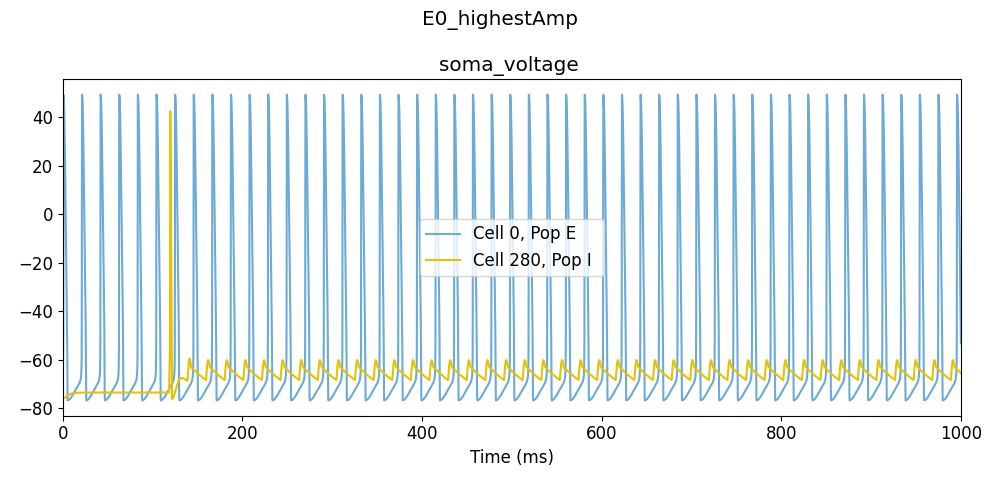 E0_highestAmp
soma_voltage
40
20
0
−20
−40
−60
−80
Cell 0, Pop E
Cell 280, Pop I
0 200 400 600 800 1000
Time (ms)